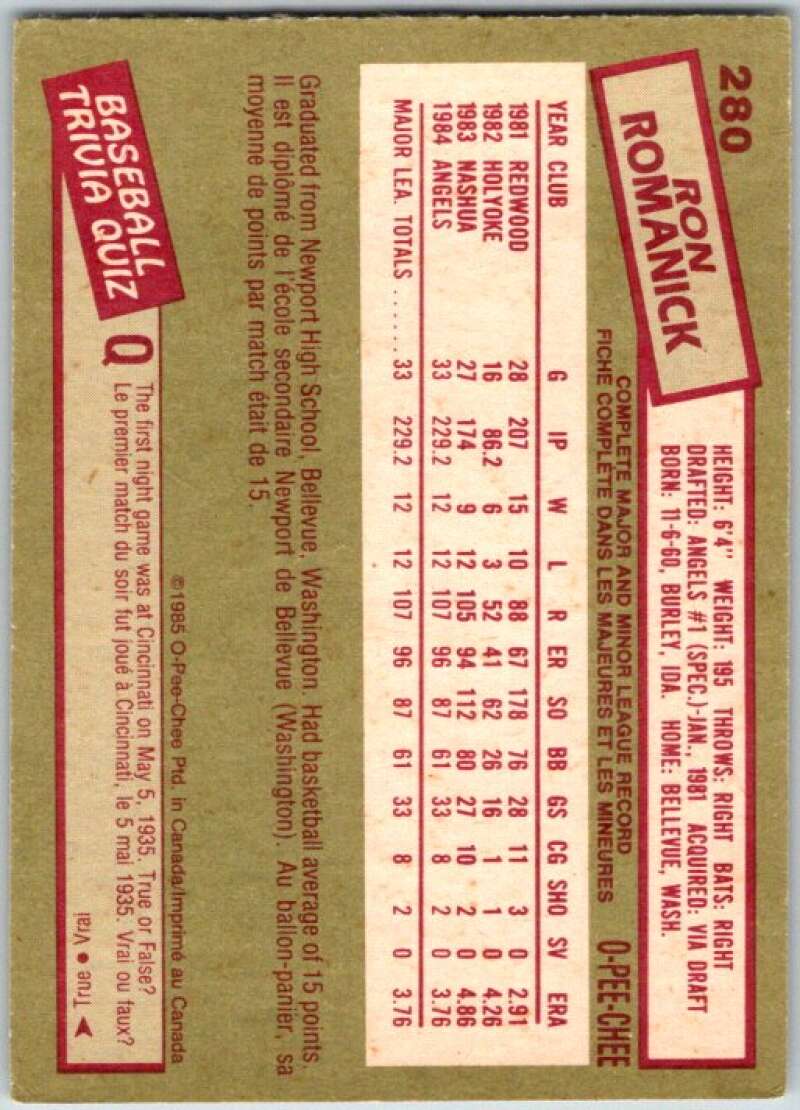 280
RON
ROMANICK
HEIGHT: 6'4" WEIGHT: 195 THROWS: RIGHT BATS: RIGHT
DRAFTED: ANGELS #1 (SPEC.)-JAN., 1981 ACQUIRED: VIA DRAFT
BORN: 11-6-60, BURLEY, IDA. HOME: BELLEVUE, WASH.
COMPLETE MAJOR AND MINOR LEAGUE RECORD
FICHE COMPLÈTE DANS LES MAJEURES ET LES MINEURES
O-PEE-CHEE
YEAR CLUB G IP W L R ER SO BB GS CG SHO SV ERA
1981 REDWOOD 28 207 15 10 88 67 178 76 28 11 3 0 2.91
1982 HOLYOKE 16 86.2 6 3 52 41 62 26 16 1 1 0 4.26
1983 NASHUA 27 174 9 12 105 94 112 80 27 10 2 0 4.86
1984 ANGELS 33 229.2 12 12 107 96 87 61 33 8 2 0 3.76
MAJOR LEA. TOTALS ...... 33 229.2 12 12 107 96 87 61 33 8 2 0 3.76
Graduated from Newport High School, Bellevue, Washington. Had basketball average of 15 points.
Il est diplômé de l'école secondaire Newport de Bellevue (Washington). Au ballon-panier, sa
moyenne de points par match était de 15.
©1985 O-Pee-Chee Ptd. in Canada/Imprimé au Canada
BASEBALL
TRIVIA QUIZ
Q
The first night game was at Cincinnati on May 5, 1935. True or False?
Le premier match du soir fut joué à Cincinnati, le 5 mai 1935. Vrai ou faux?
True
Vrai